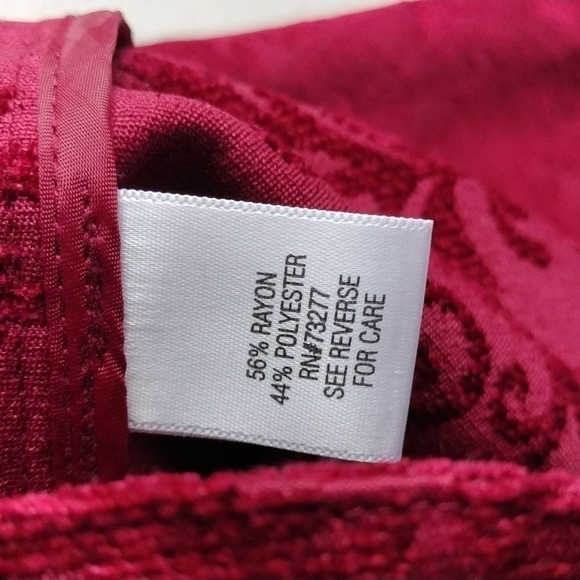 56% RAYON
44% POLYESTER
RN#73277
SEE REVERSE
FOR CARE